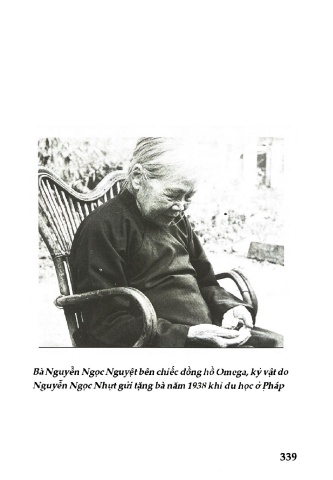 Bà Nguyễn Ngọc Nguyệt bên chiếc đồng hồ Omega, kỷ vật do
Nguyễn Ngọc Nhựt gửi tặng bà năm 1938 khi du học ở Pháp
339